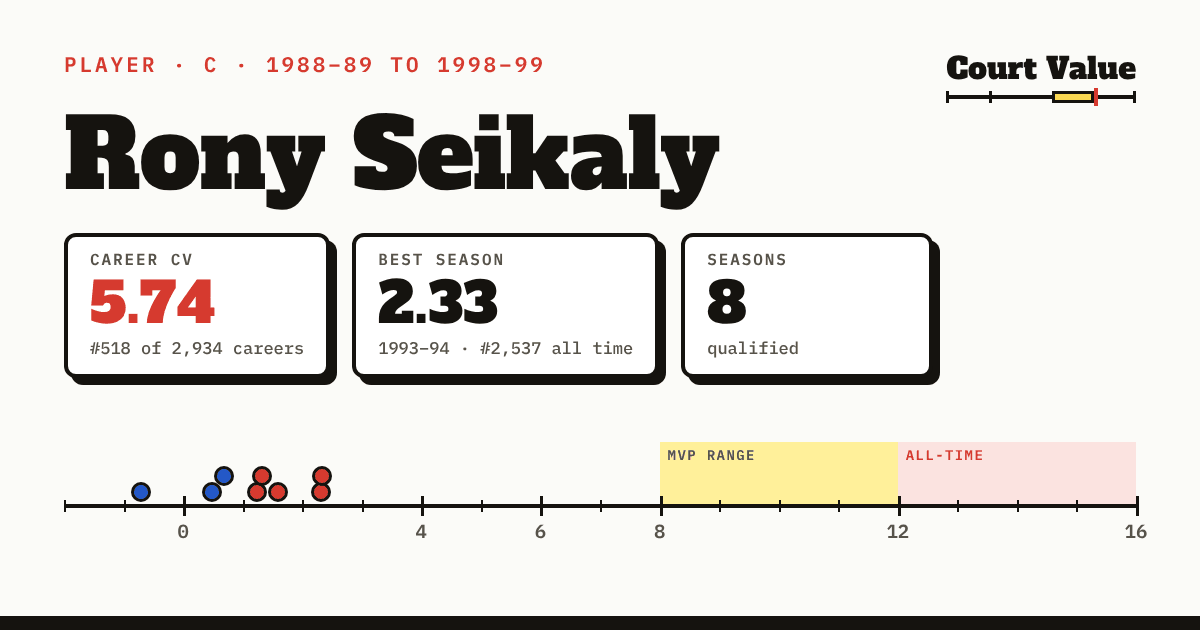 PLAYER · C · 1988–89 TO 1998–99
Court Value
Rony Seikaly
CAREER CV
5.74
#518 of 2,934 careers
BEST SEASON
2.33
1993–94 · #2,537 all time
SEASONS
8
qualified
MVP RANGE
ALL-TIME
0
4
6
8
12
16